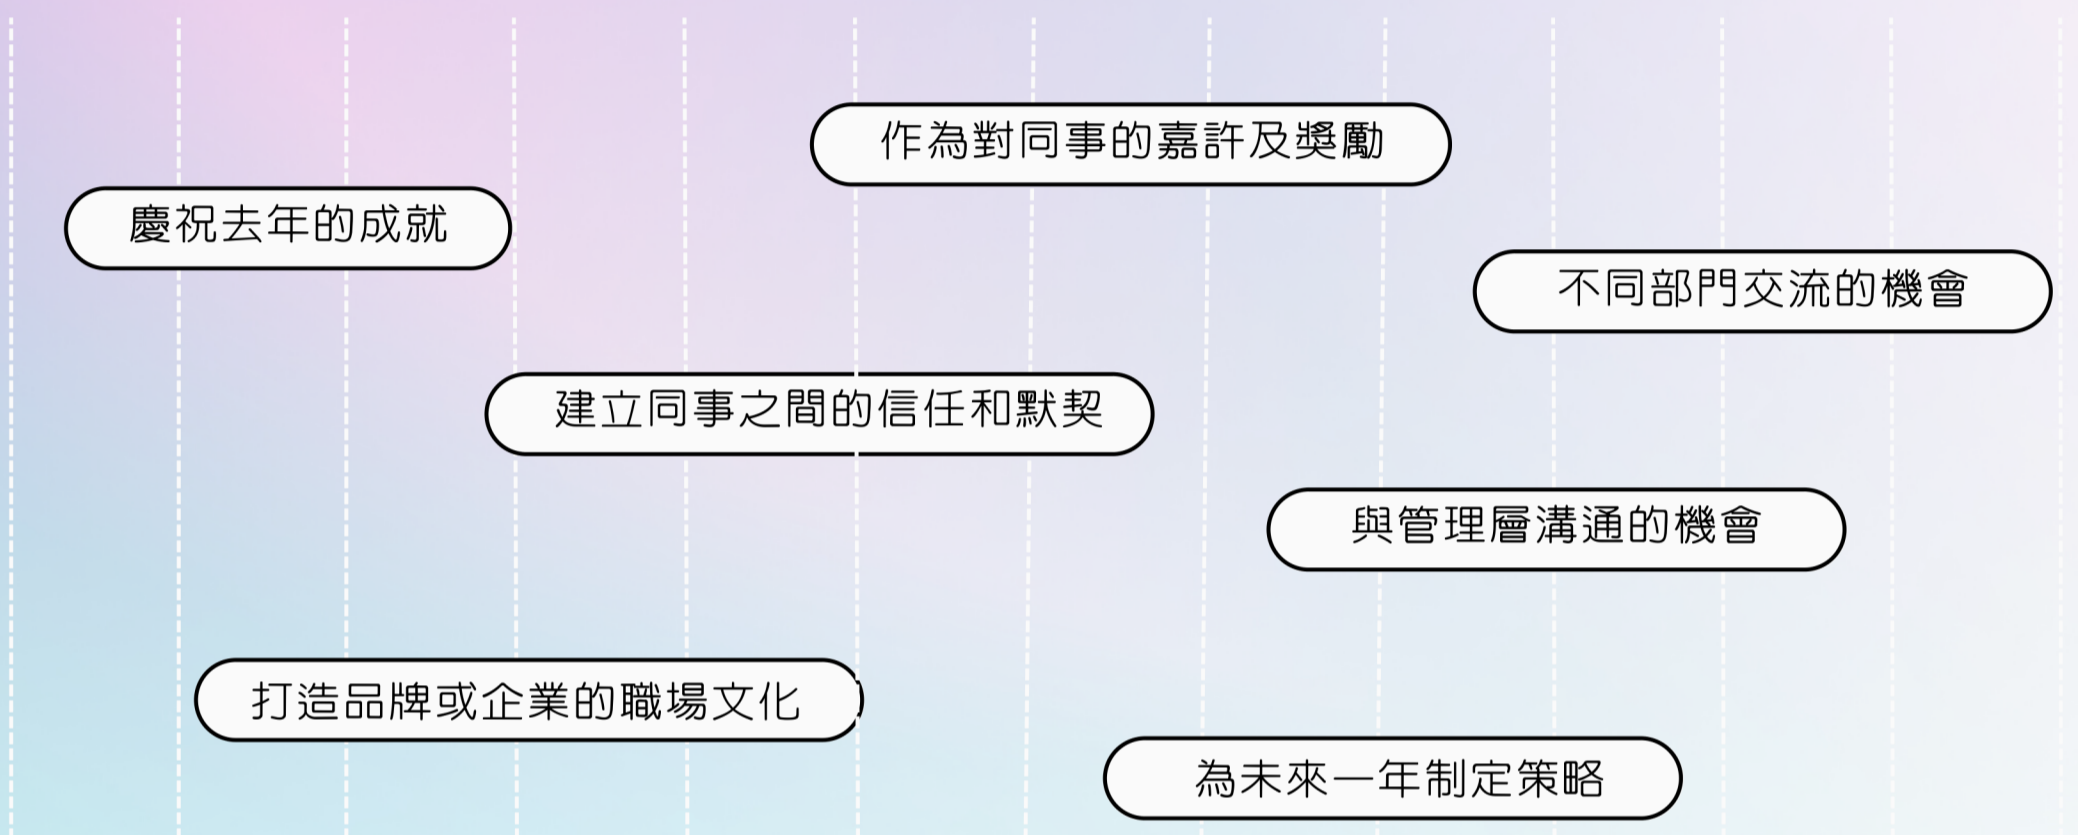 作為對同事的嘉許及獎勵
慶祝去年的成就
不同部門交流的機會
建立同事之間的信任和默契
與管理層溝通的機會
打造品牌或企業的職場文化
為未來一年制定策略